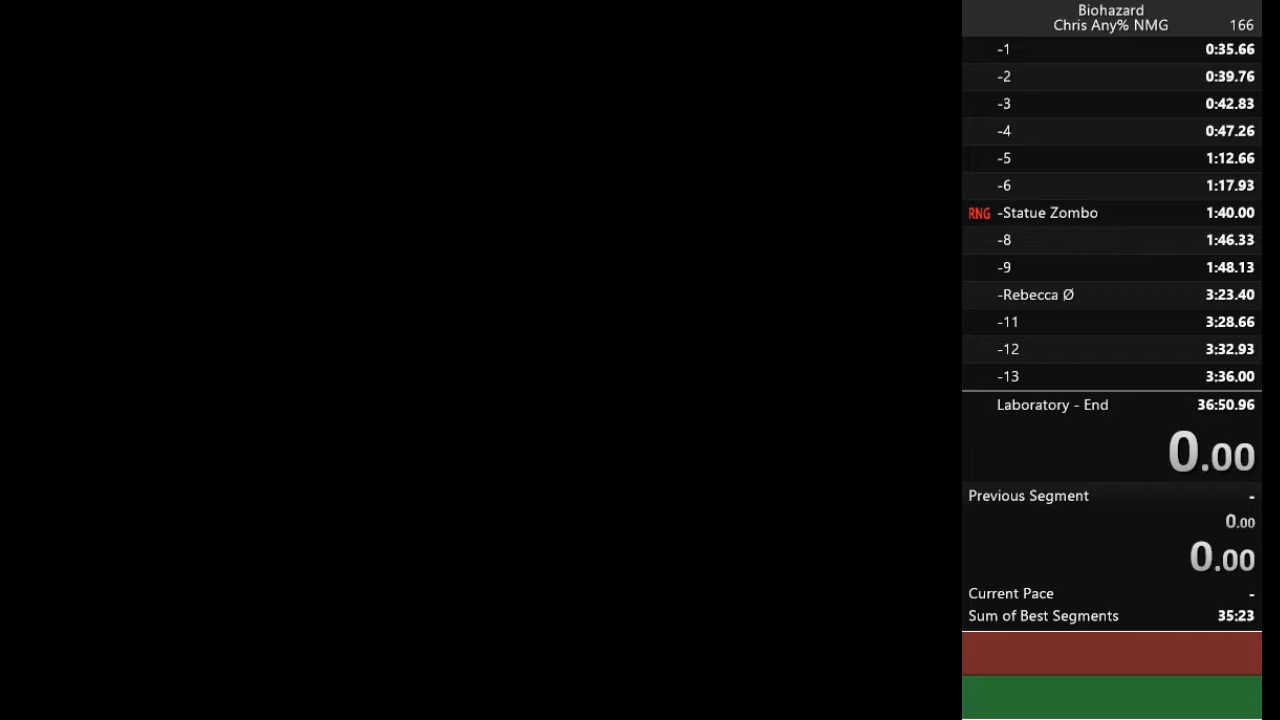 Biohazard
Chris Any% NMG 166
-1 0:35.66
-2 0:39.76
-3 0:42.83
-4 0:47.26
-5 1:12.66
-6 1:17.93
RNG -Statue Zombo 1:40.00
-8 1:46.33
-9 1:48.13
-Rebecca Ø 3:23.40
-11 3:28.66
-12 3:32.93
-13 3:36.00
Laboratory - End 36:50.96
0.00
Previous Segment -
0.00
0.00
Current Pace -
Sum of Best Segments 35:23